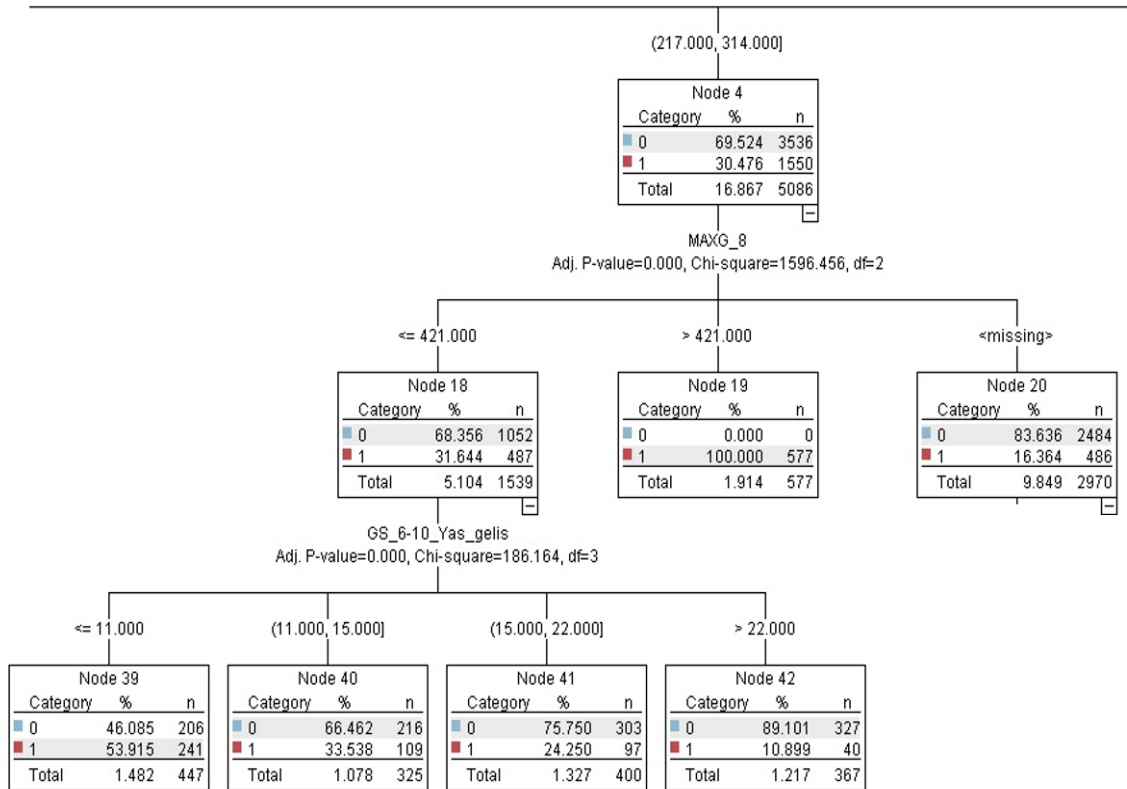 (217.000, 314.000]
Node 4
Category % n
0 69.524 3536
1 30.476 1550
Total 16.867 5086
MAXG_8
Adj. P-value=0.000, Chi-square=1596.456, df=2
<= 421.000 > 421.000 <missing>
Node 18
Category % n
0 68.356 1052
1 31.644 487
Total 5.104 1539
Node 19
Category % n
0 0.000 0
1 100.000 577
Total 1.914 577
Node 20
Category % n
0 83.636 2484
1 16.364 486
Total 9.849 2970
GS_6-10_Yas_gelis
Adj. P-value=0.000, Chi-square=186.164, df=3
<= 11.000 (11.000, 15.000] (15.000, 22.000] > 22.000
Node 39
Category % n
0 46.085 206
1 53.915 241
Total 1.482 447
Node 40
Category % n
0 66.462 216
1 33.538 109
Total 1.078 325
Node 41
Category % n
0 75.750 303
1 24.250 97
Total 1.327 400
Node 42
Category % n
0 89.101 327
1 10.899 40
Total 1.217 367